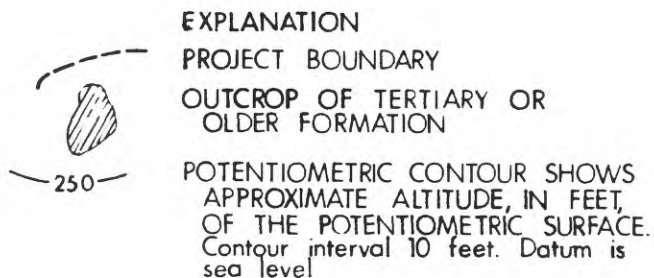 EXPLANATION
PROJECT BOUNDARY
OUTCROP OF TERTIARY OR
OLDER FORMATION
250
POTENTIOMETRIC CONTOUR SHOWS
APPROXIMATE ALTITUDE, IN FEET,
OF THE POTENTIOMETRIC SURFACE.
Contour interval 10 feet. Datum is
sea level